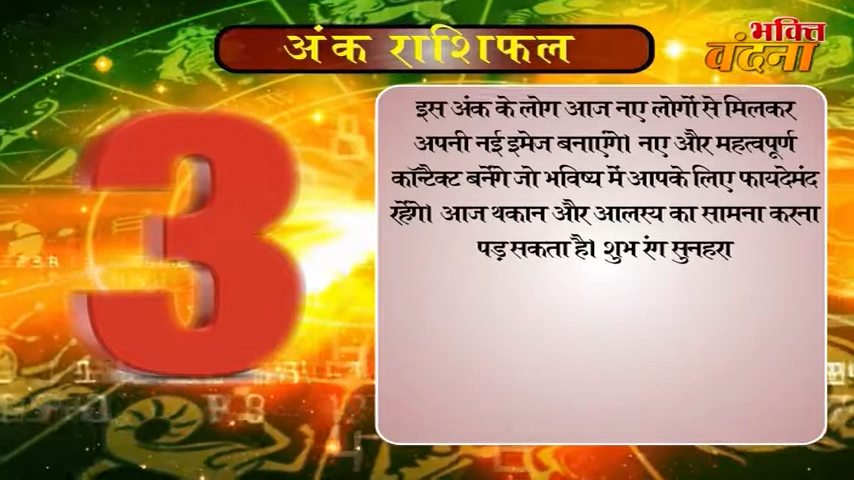 अंक राशिफल
भक्ति
वंदना
3
इस अंक के लोग आज नए लोगों से मिलकर
अपनी नई इमेज बनाएंगे। नए और महत्वपूर्ण
कॉन्टैक्ट बनेंगे जो भविष्य में आपके लिए फायदेमंद
रहेंगे। आज थकान और आलस्य का सामना करना
पड़ सकता है। शुभ रंग सुनहरा